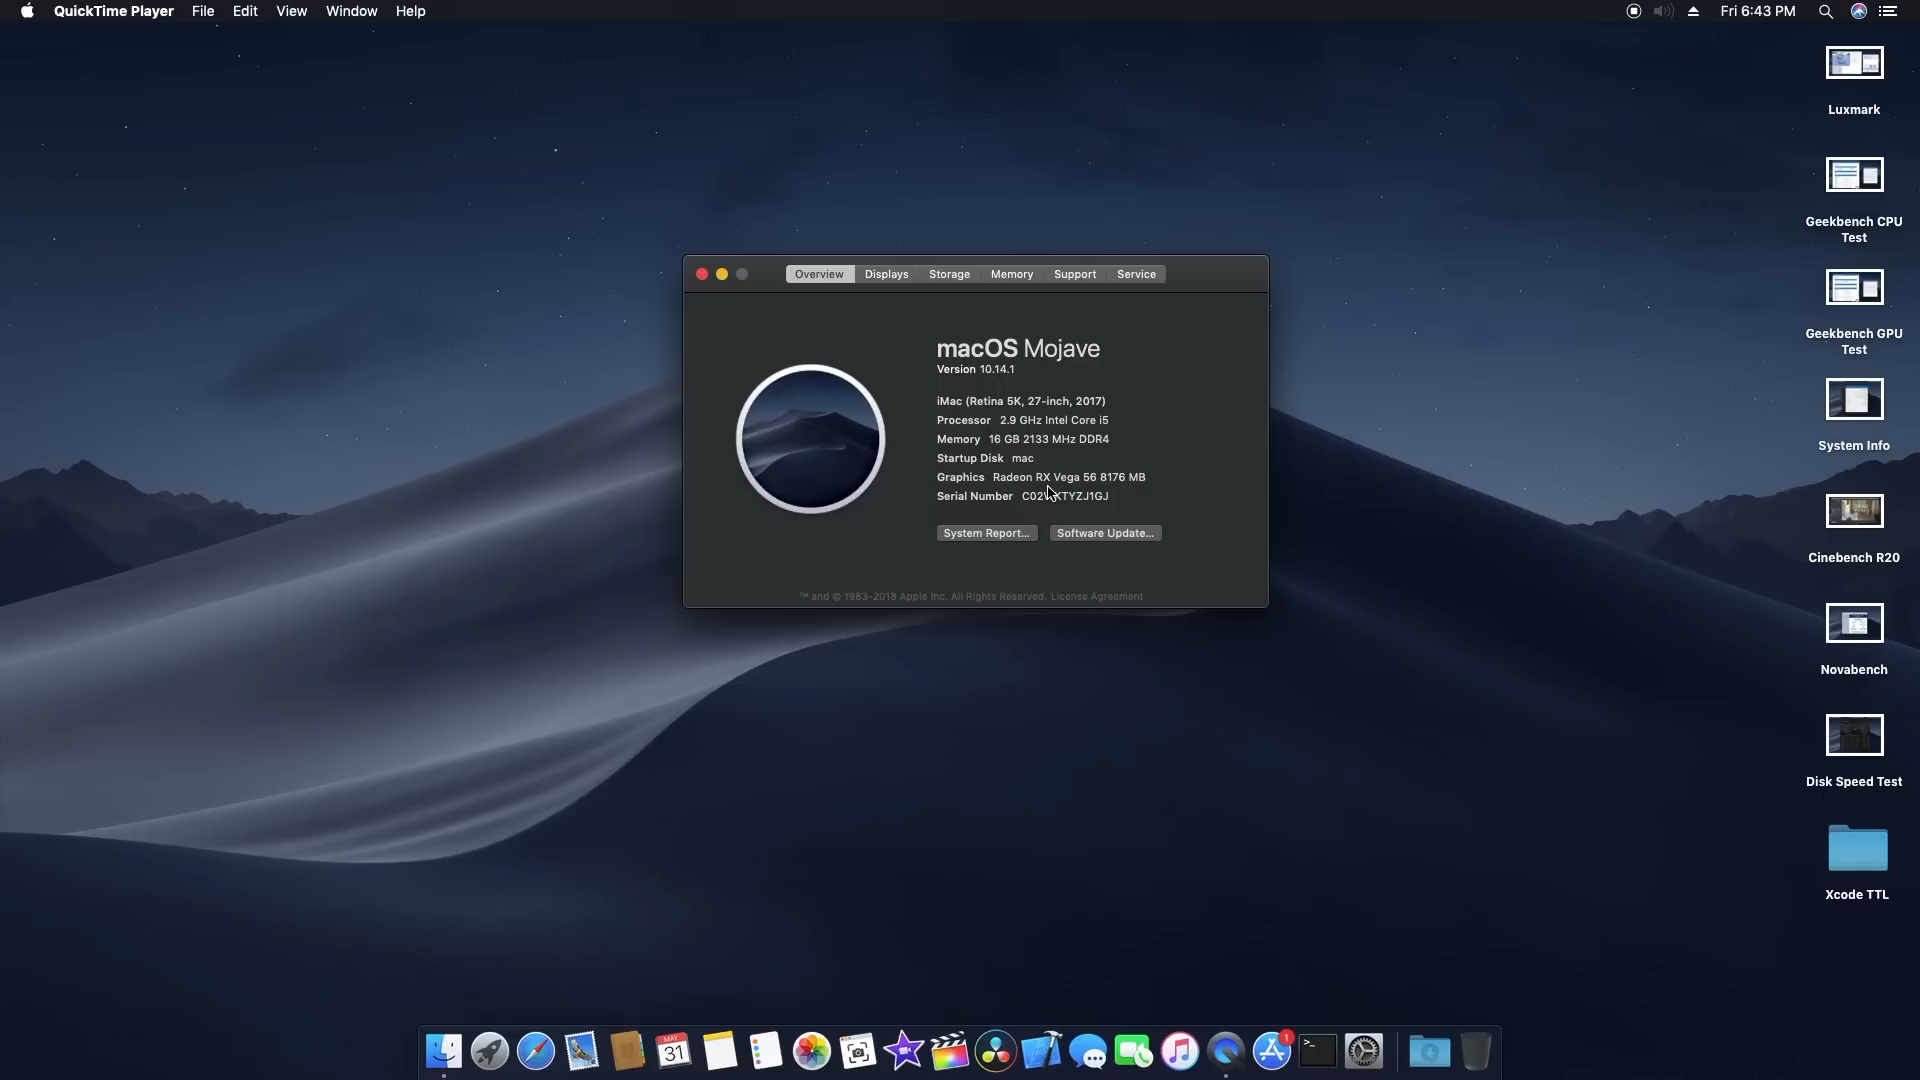 QuickTime Player File Edit View Window Help
Fri 6:43 PM
Overview Displays Storage Memory Support Service
macOS Mojave
Version 10.14.1
iMac (Retina 5K, 27-inch, 2017)
Processor 2.9 GHz Intel Core i5
Memory 16 GB 2133 MHz DDR4
Startup Disk mac
Graphics Radeon RX Vega 56 8176 MB
Serial Number
System Report... Software Update...
™ and © 1983-2018 Apple Inc. All Rights Reserved. License Agreement
Luxmark
Geekbench CPU
Test
Geekbench GPU
Test
System Info
Cinebench R20
Novabench
Disk Speed Test
Xcode TTL
MAY
31
1
>_